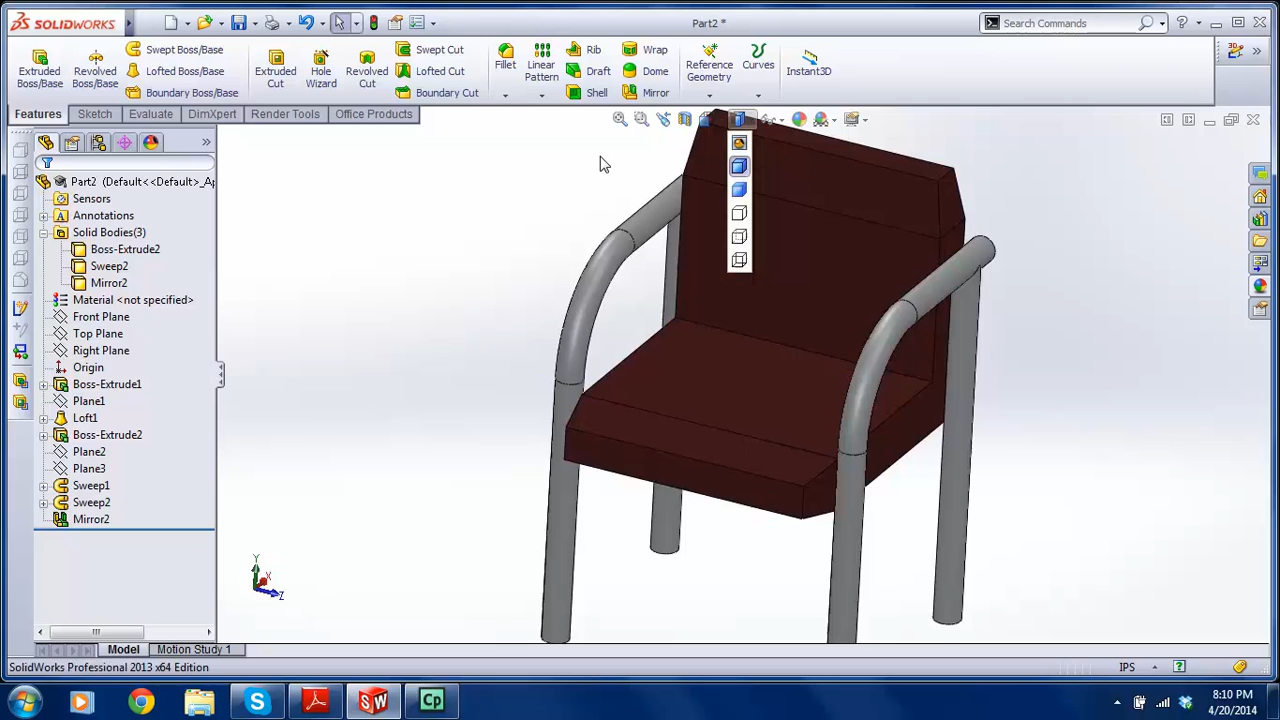 SOLIDWORKS
Part2 *
Search Commands
Extruded Boss/Base
Revolved Boss/Base
Swept Boss/Base
Lofted Boss/Base
Boundary Boss/Base
Extruded Cut
Hole Wizard
Revolved Cut
Swept Cut
Lofted Cut
Boundary Cut
Fillet
Linear Pattern
Rib
Draft
Shell
Wrap
Dome
Mirror
Reference Geometry
Curves
Instant3D
Features
Sketch
Evaluate
DimXpert
Render Tools
Office Products
Part2 (Default<<Default>_Ap
Sensors
Annotations
Solid Bodies(3)
Boss-Extrude2
Sweep2
Mirror2
Material <not specified>
Front Plane
Top Plane
Right Plane
Origin
Boss-Extrude1
Plane1
Loft1
Boss-Extrude2
Plane2
Plane3
Sweep1
Sweep2
Mirror2
Y
X
Z
Model
Motion Study 1
SolidWorks Professional 2013 x64 Edition
IPS
8:10 PM
4/20/2014